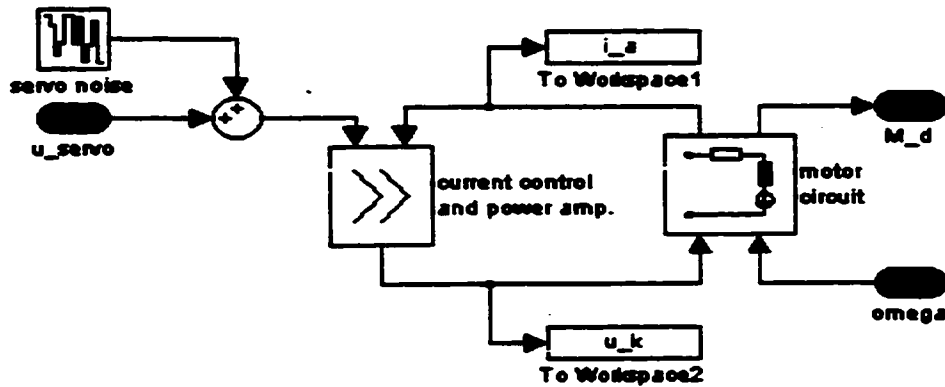 i_a
To Workspace1
servo noise
u_servo
M_d
current control
and power amp.
motor
circuit
omega
u_k
To Workspace2